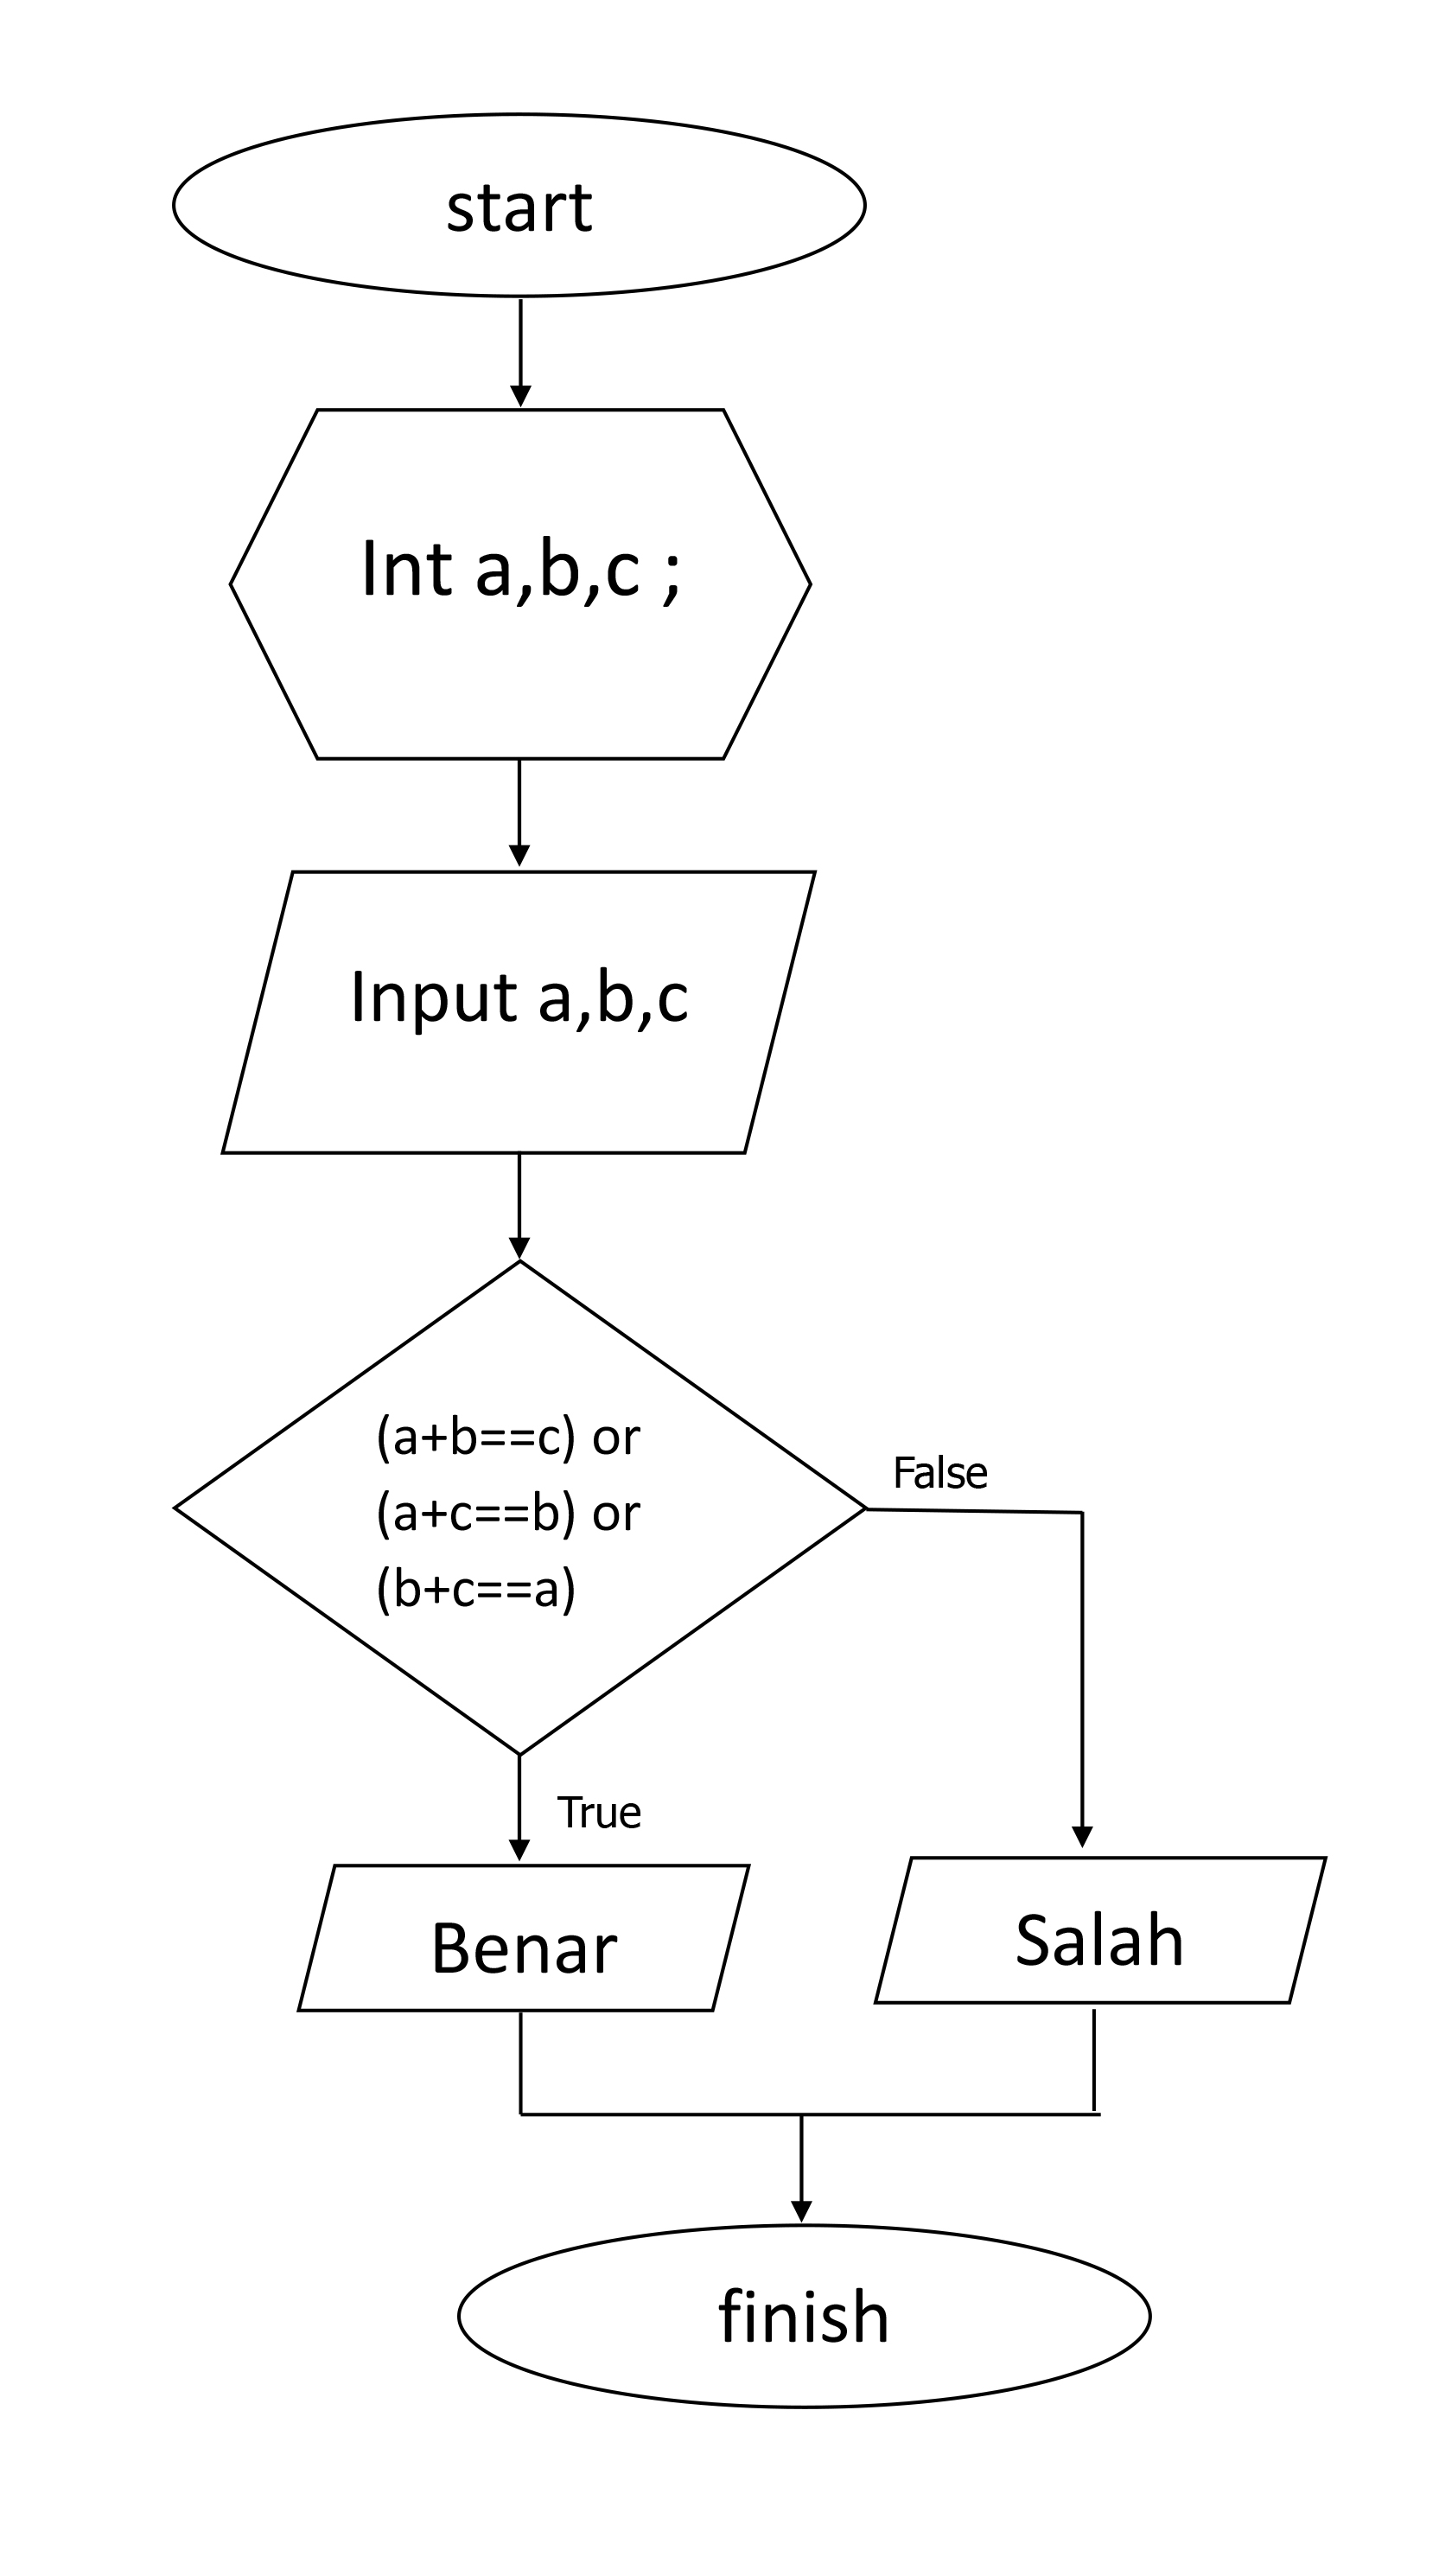 start
Int a,b,c ;
Input a,b,c
(a+b==c) or
(a+c==b) or
(b+c==a)
False
True
Benar
Salah
finish